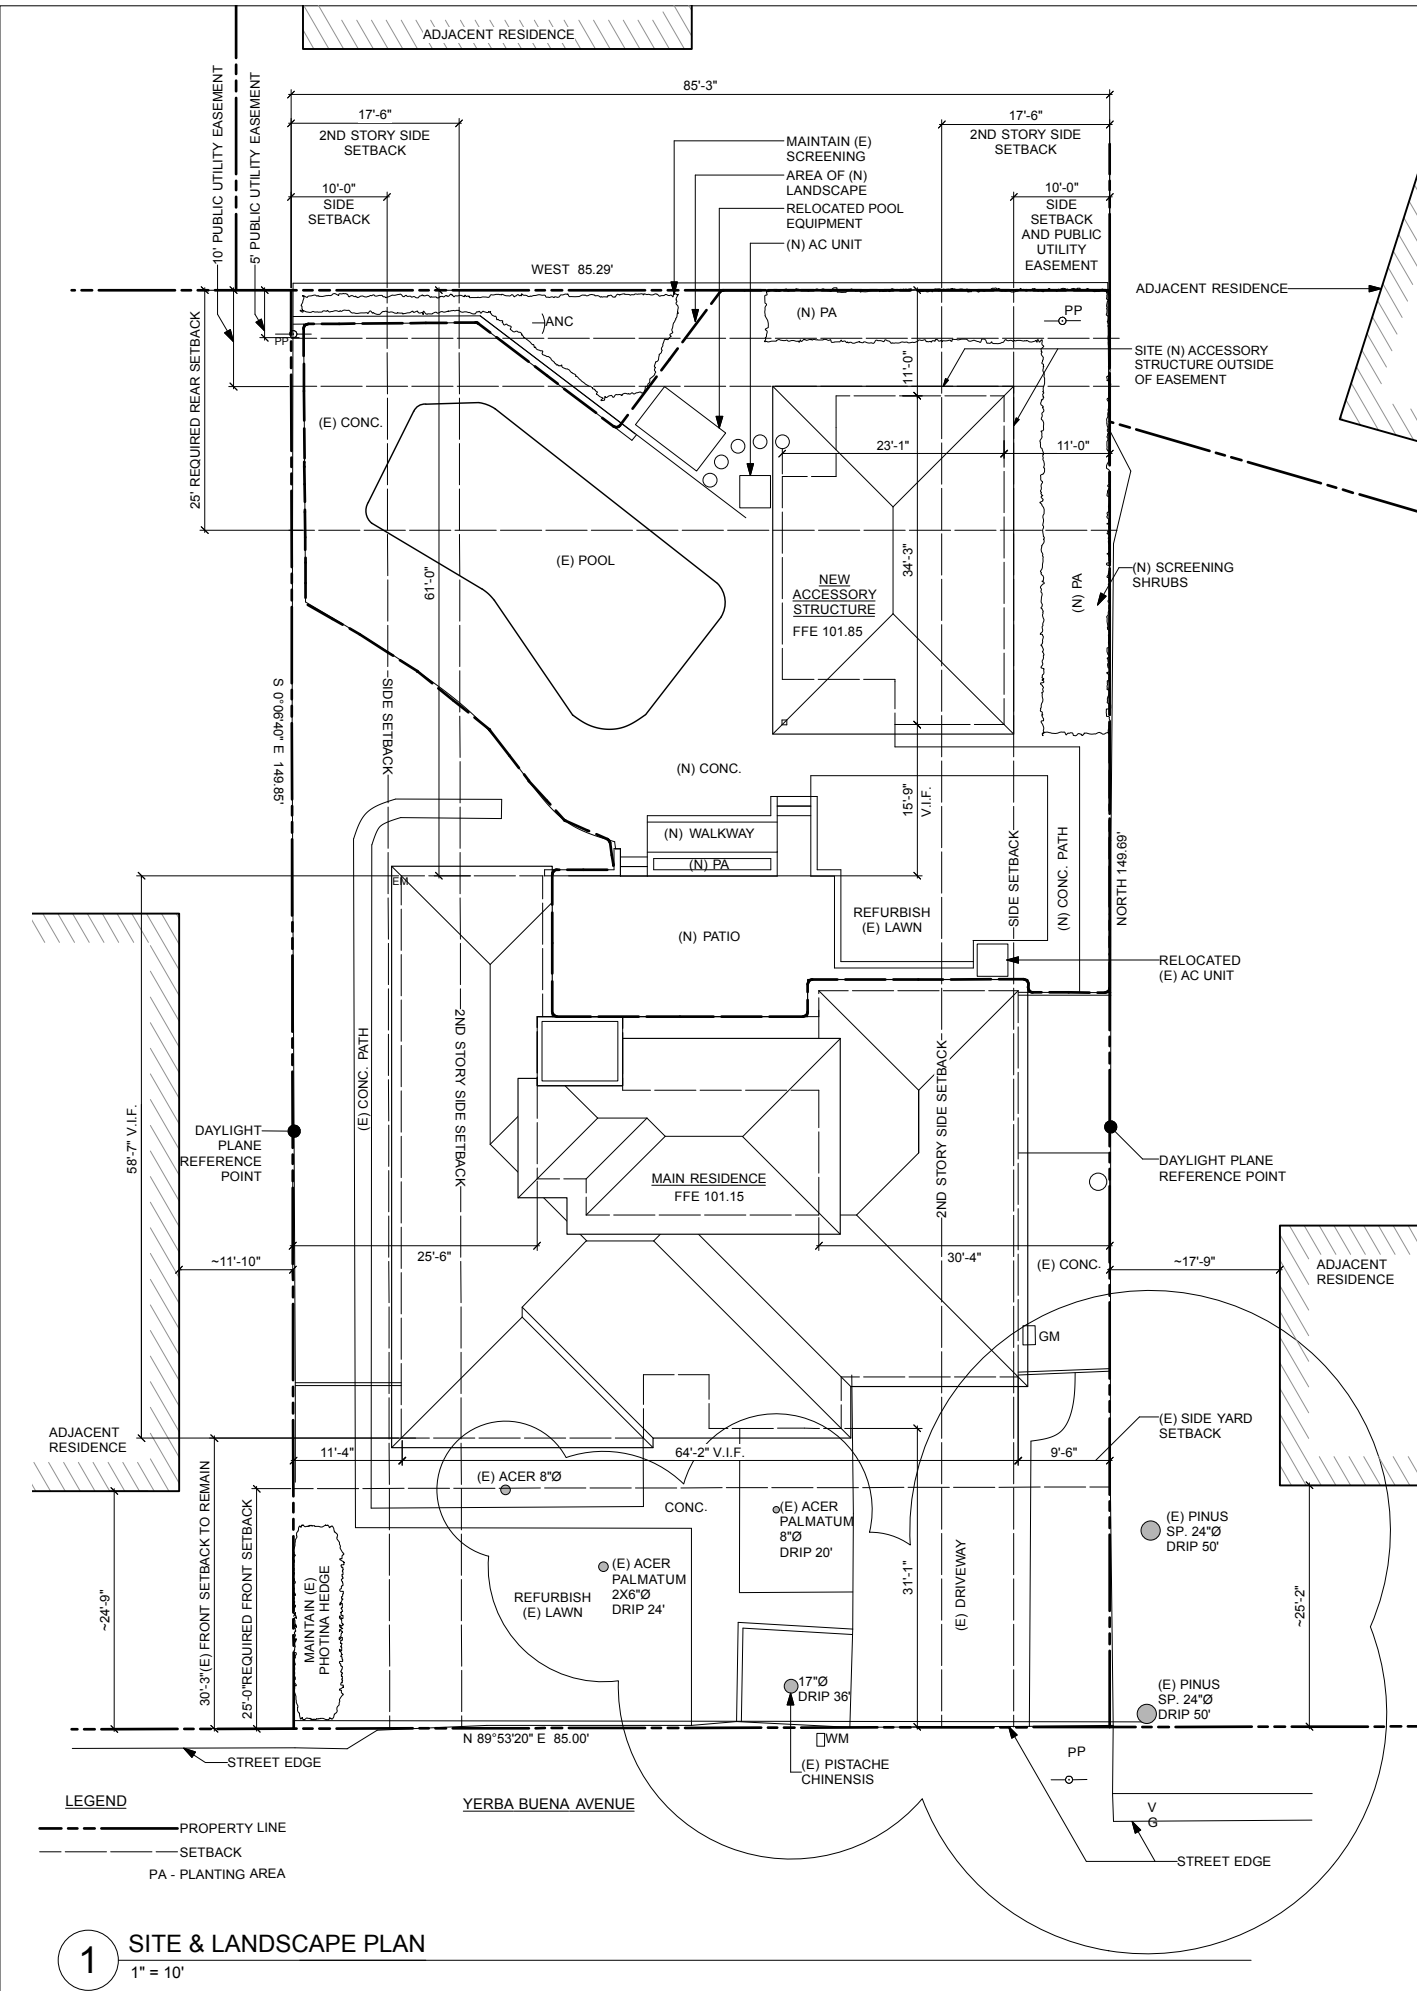 ADJACENT RESIDENCE
85'-3"
17'-6"
2ND STORY SIDE
SETBACK
17'-6"
2ND STORY SIDE
SETBACK
10' PUBLIC UTILITY EASEMENT
5' PUBLIC UTILITY EASEMENT
MAINTAIN (E)
SCREENING
AREA OF (N)
LANDSCAPE
RELOCATED POOL
EQUIPMENT
(N) AC UNIT
10'-0"
SIDE
SETBACK
10'-0"
SIDE
SETBACK
AND PUBLIC
UTILITY
EASEMENT
WEST 85.29'
ADJACENT RESIDENCE
ANC
(N) PA
PP
PP
SITE (N) ACCESSORY
STRUCTURE OUTSIDE
OF EASEMENT
25' REQUIRED REAR SETBACK
11'-0"
(E) CONC.
23'-1"
11'-0"
(E) POOL
61'-0"
34'-3"
NEW
ACCESSORY
STRUCTURE
FFE 101.85
(N) PA
(N) SCREENING
SHRUBS
S 0°06'40" E 149.85'
SIDE SETBACK
(N) CONC.
15'-9"
V.I.F.
(N) WALKWAY
(N) PA
SIDE SETBACK
(N) CONC. PATH
NORTH 149.69'
EM
REFURBISH
(E) LAWN
(N) PATIO
RELOCATED
(E) AC UNIT
2ND STORY SIDE SETBACK
2ND STORY SIDE SETBACK
(E) CONC. PATH
58'-7" V.I.F.
DAYLIGHT
PLANE
REFERENCE
POINT
DAYLIGHT PLANE
REFERENCE POINT
MAIN RESIDENCE
FFE 101.15
~11'-10"
25'-6"
30'-4"
(E) CONC.
~17'-9"
ADJACENT
RESIDENCE
GM
ADJACENT
RESIDENCE
11'-4"
64'-2" V.I.F.
9'-6"
(E) SIDE YARD
SETBACK
(E) ACER 8"Ø
CONC.
(E) ACER
PALMATUM
8"Ø
DRIP 20'
(E) PINUS
SP. 24"Ø
DRIP 50'
30'-3"(E) FRONT SETBACK TO REMAIN
25'-0"REQUIRED FRONT SETBACK
~24'-9"
MAINTAIN (E)
PHOTINA HEDGE
REFURBISH
(E) LAWN
(E) ACER
PALMATUM
2X6"Ø
DRIP 24'
31'-1"
(E) DRIVEWAY
~25'-2"
17"Ø
DRIP 36'
(E) PINUS
SP. 24"Ø
DRIP 50'
N 89°53'20" E 85.00'
WM
PP
STREET EDGE
(E) PISTACHE
CHINENSIS
LEGEND
YERBA BUENA AVENUE
V
G
PROPERTY LINE
SETBACK
PA - PLANTING AREA
STREET EDGE
1
SITE & LANDSCAPE PLAN
1" = 10'